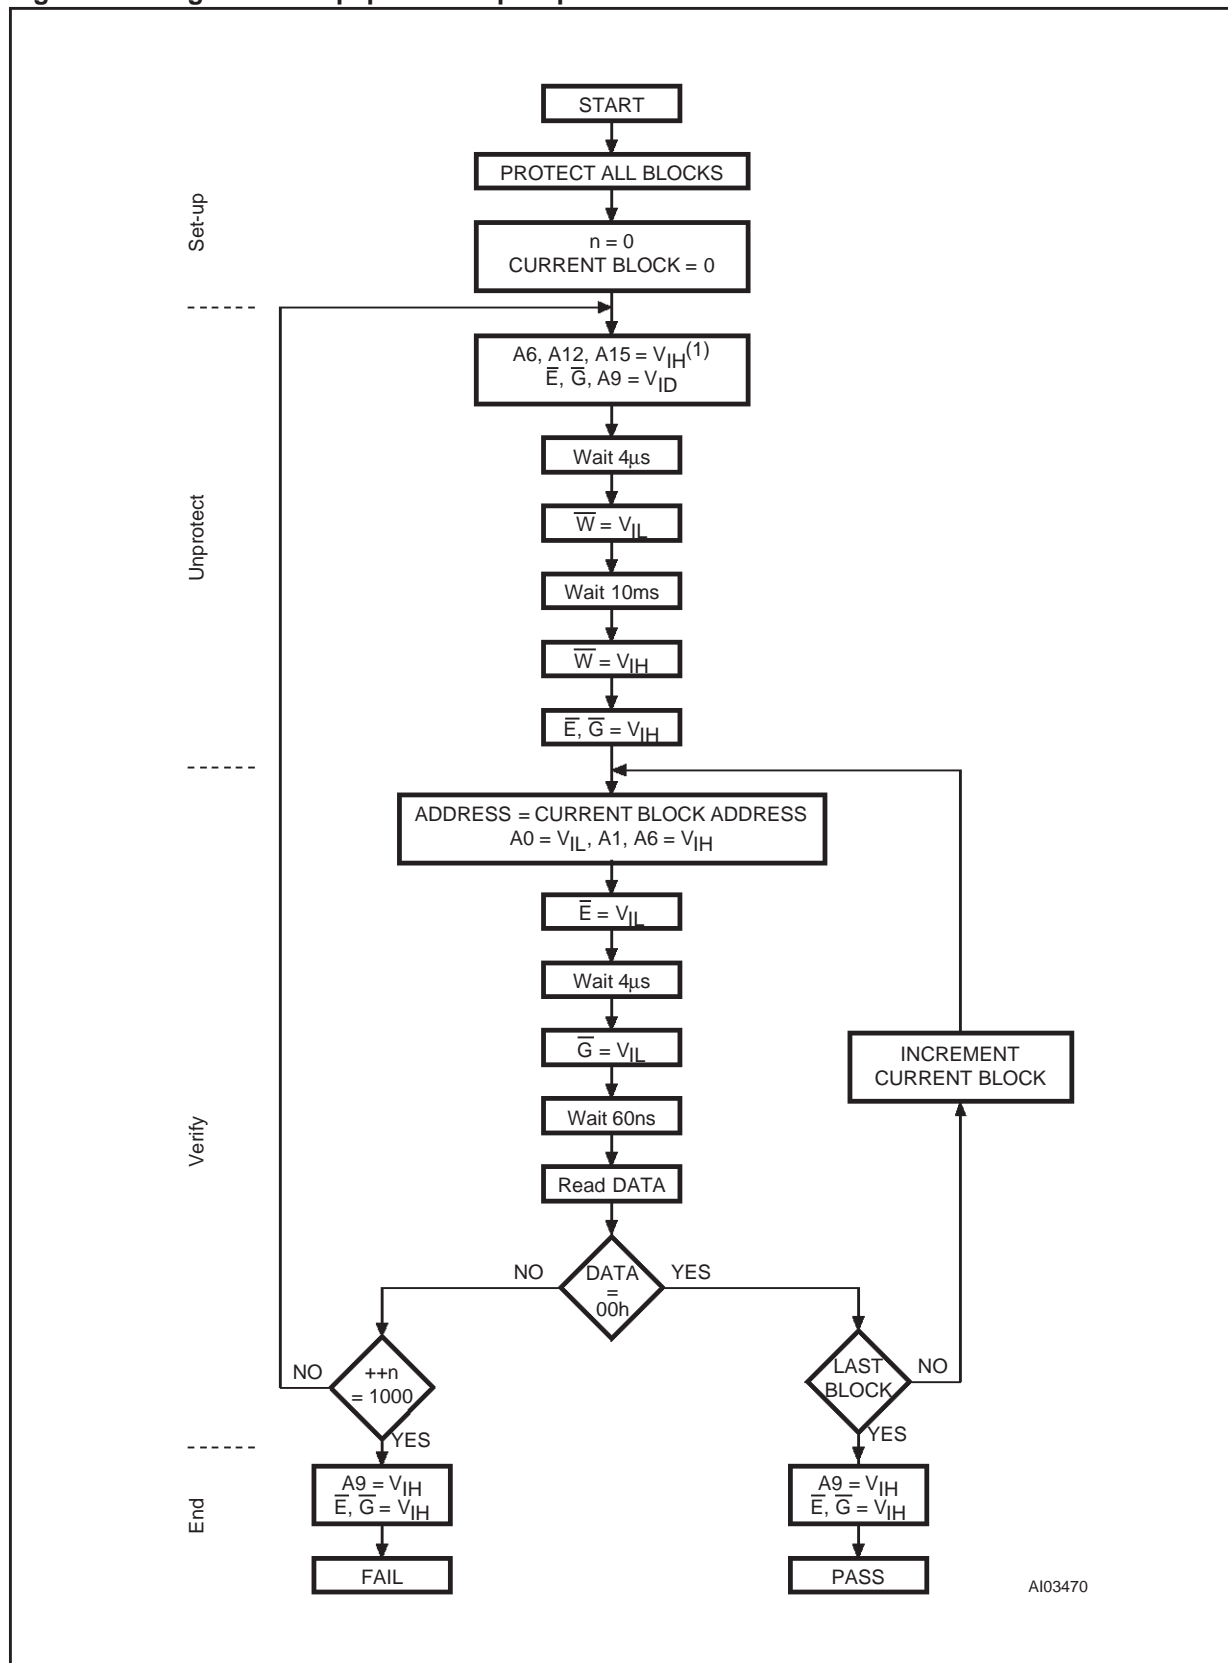 START
PROTECT ALL BLOCKS
Set-up
n = 0
CURRENT BLOCK = 0
A6, A12, A15 = VIH(1)
E̅, G̅, A9 = VID
Wait 4µs
Unprotect
W̅ = VIL
Wait 10ms
W̅ = VIH
E̅, G̅ = VIH
ADDRESS = CURRENT BLOCK ADDRESS
A0 = VIL, A1, A6 = VIH
E̅ = VIL
Wait 4µs
G̅ = VIL
INCREMENT
CURRENT BLOCK
Wait 60ns
Verify
Read DATA
NO
DATA
=
00h
YES
NO
++n
= 1000
YES
LAST
BLOCK
NO
YES
End
A9 = VIH
E̅, G̅ = VIH
A9 = VIH
E̅, G̅ = VIH
FAIL
PASS
AI03470